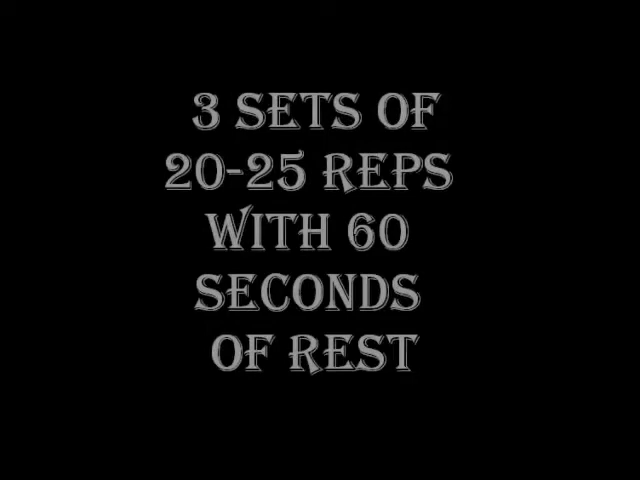 3 SETS OF
20-25 REPS
WITH 60
SECONDS
OF REST